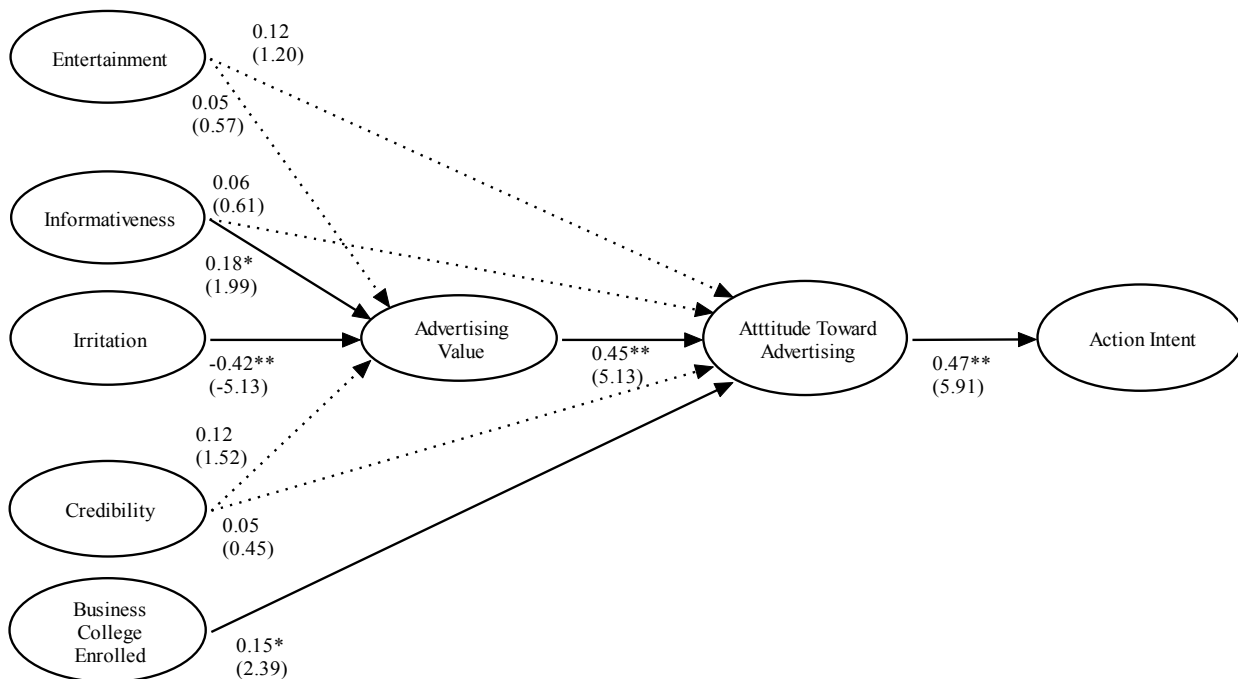 0.12
(1.20)
Entertainment
0.05
(0.57)
0.06
(0.61)
Informativeness
0.18*
(1.99)
Irritation
-0.42**
(-5.13)
Advertising
Value
0.45**
(5.13)
Atttitude Toward
Advertising
0.47**
(5.91)
Action Intent
0.12
(1.52)
Credibility
0.05
(0.45)
Business
College
Enrolled
0.15*
(2.39)